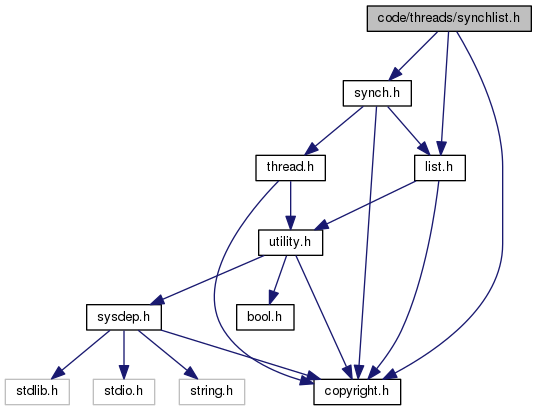 code/threads/synchlist.h
synch.h
thread.h
list.h
utility.h
sysdep.h
bool.h
stdlib.h
stdio.h
string.h
copyright.h